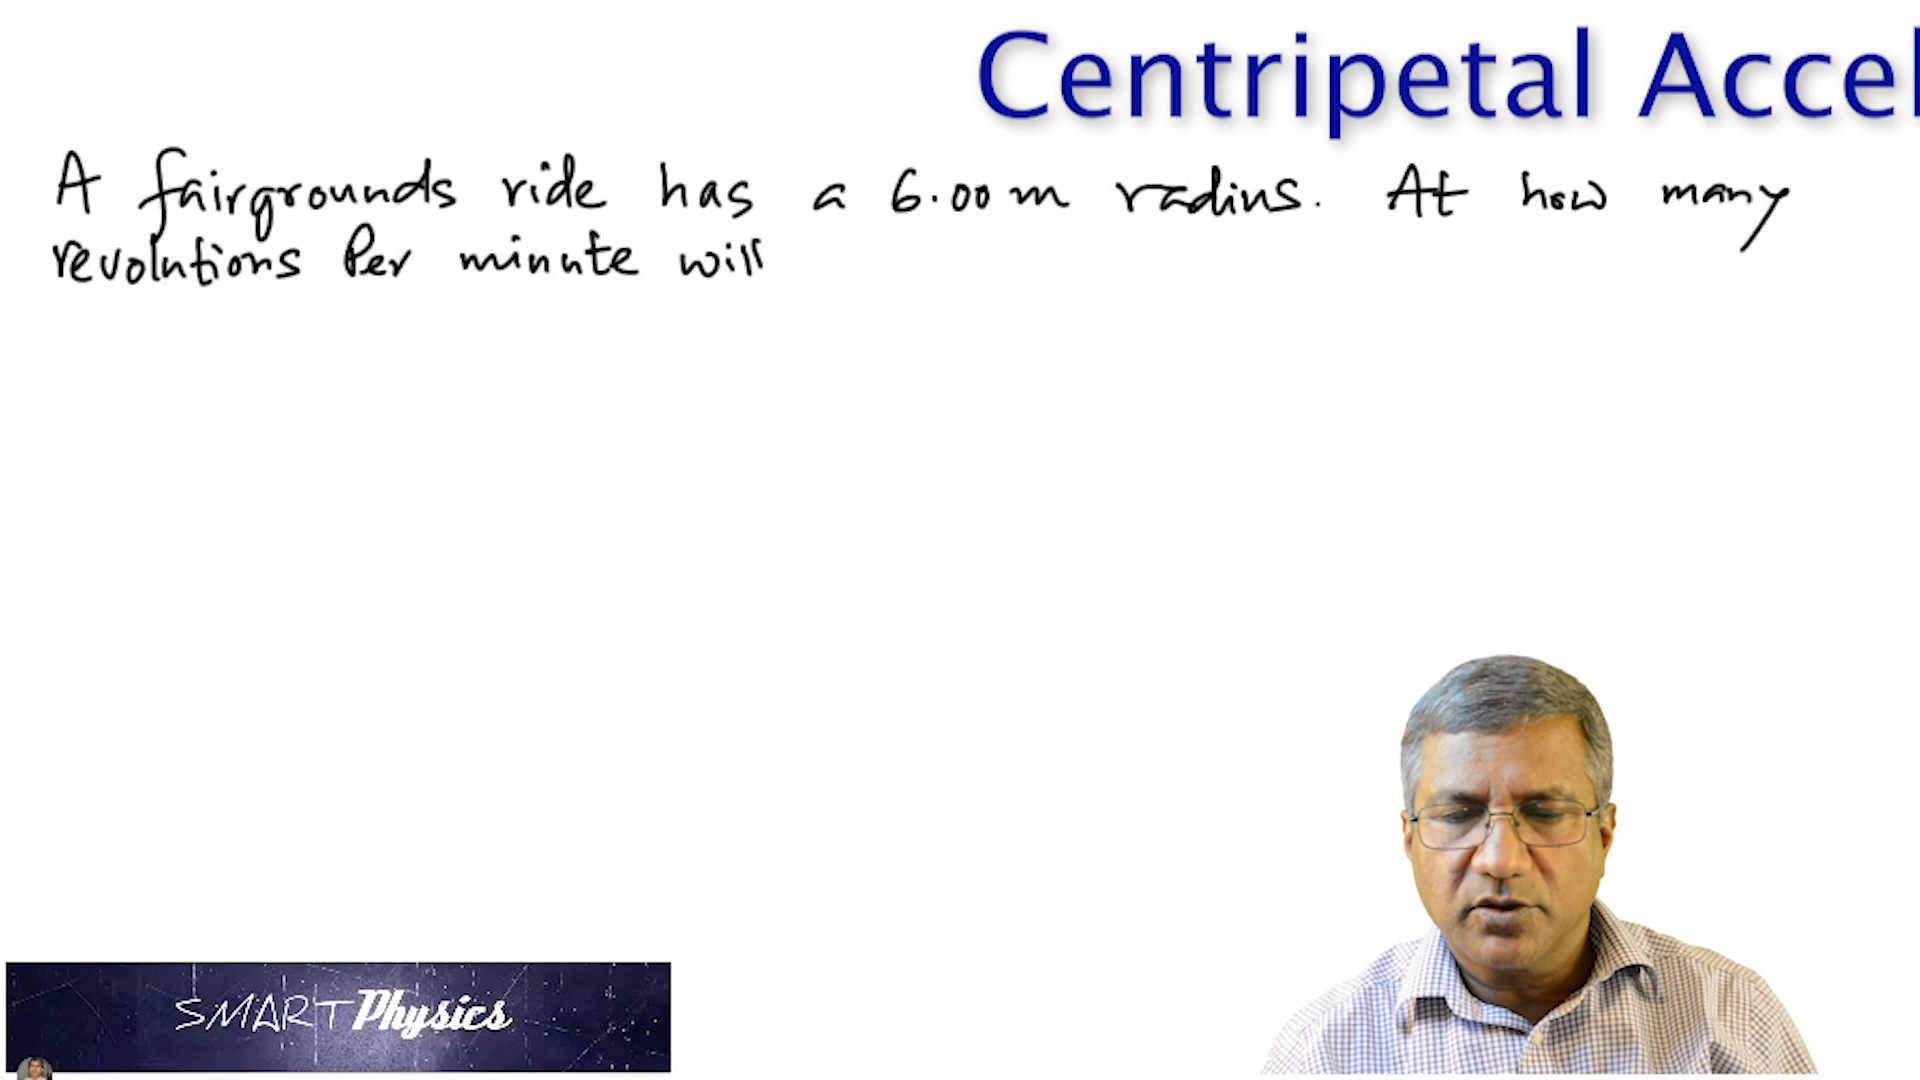 Centripetal Accel
A fairgrounds ride has a 6.00 m radius. At how many
revolutions Per minute will
SMART Physics